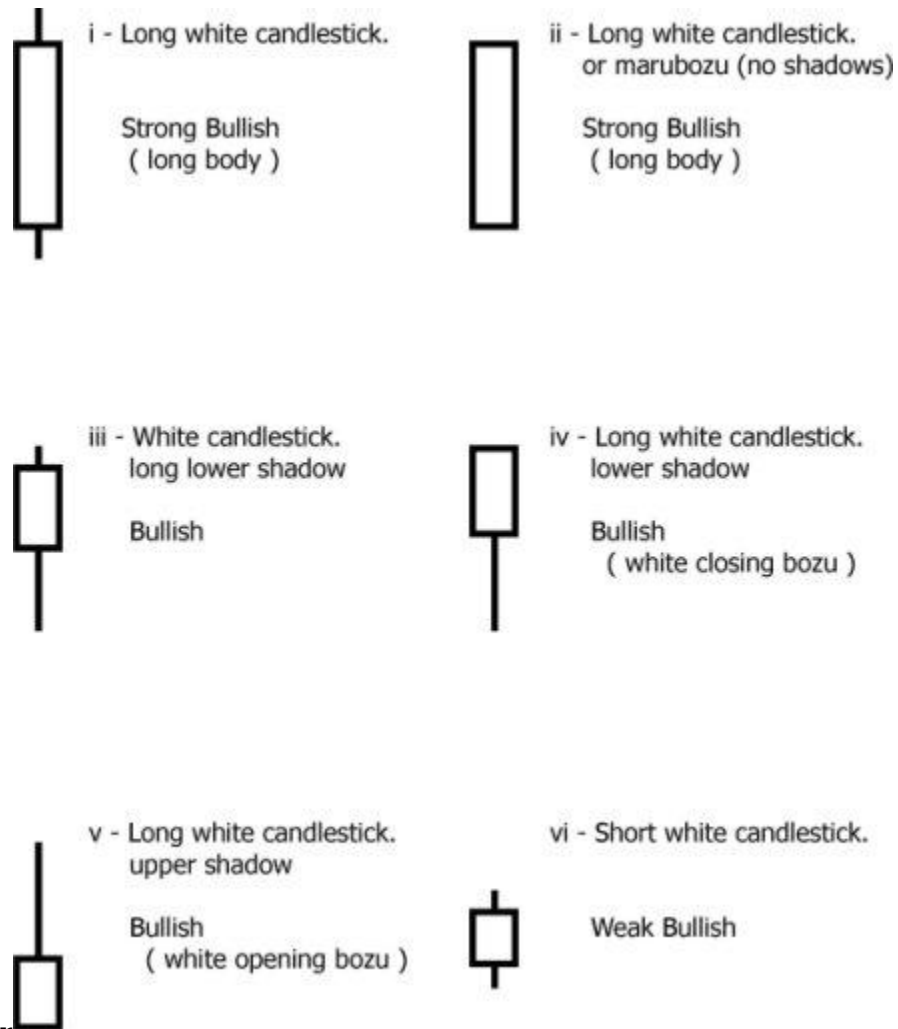 i - Long white candlestick.
Strong Bullish
( long body )
ii - Long white candlestick.
or marubozu (no shadows)
Strong Bullish
( long body )
iii - White candlestick.
long lower shadow
Bullish
iv - Long white candlestick.
lower shadow
Bullish
( white closing bozu )
v - Long white candlestick.
upper shadow
Bullish
( white opening bozu )
vi - Short white candlestick.
Weak Bullish